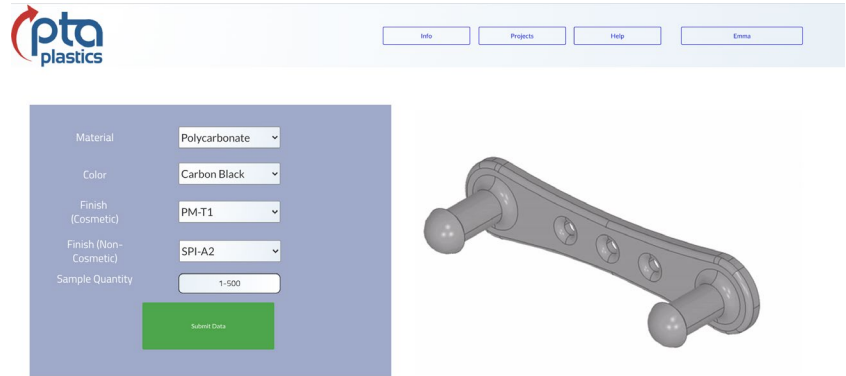 pta
plastics
Info Projects Help Emma
Material Polycarbonate
Color Carbon Black
Finish
(Cosmetic) PM-T1
Finish (Non-
Cosmetic) SPI-A2
Sample Quantity 1-500
Submit Data